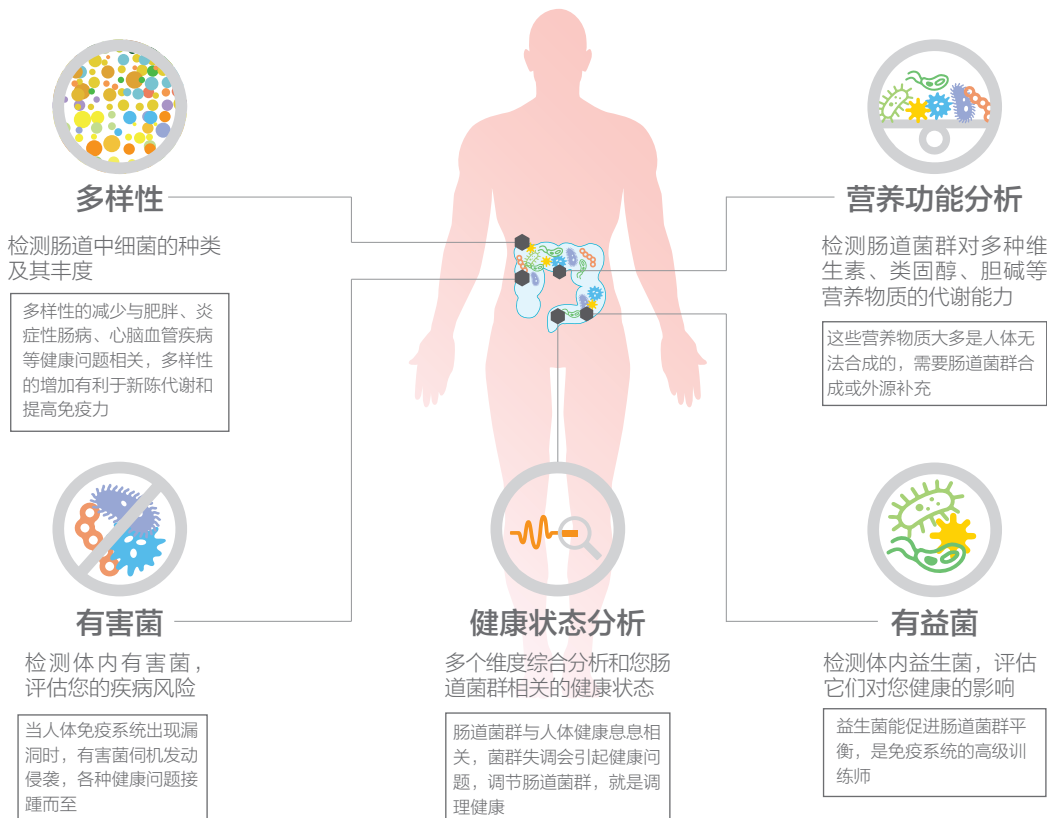 多样性
检测肠道中细菌的种类
及其丰度
多样性的减少与肥胖、炎
症性肠病、心脑血管疾病
等健康问题相关，多样性
的增加有利于新陈代谢和
提高免疫力
营养功能分析
检测肠道菌群对多种维
生素、类固醇、胆碱等
营养物质的代谢能力
这些营养物质大多是人体无
法合成的，需要肠道菌群合
成或外源补充
有害菌
检测体内有害菌，
评估您的疾病风险
当人体免疫系统出现漏
洞时，有害菌伺机发动
侵袭，各种健康问题接
踵而至
健康状态分析
多个维度综合分析和您肠
道菌群相关的健康状态
肠道菌群与人体健康息息相
关，菌群失调会引起健康问
题，调节肠道菌群，就是调
理健康
有益菌
检测体内益生菌，评估
它们对您健康的影响
益生菌能促进肠道菌群平
衡，是免疫系统的高级训
练师